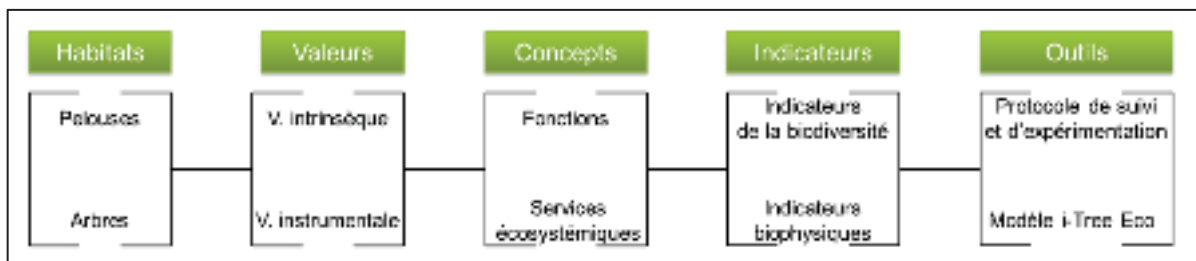 Habitats
Valeurs
Concepts
Indicateurs
Outils
Pelouses
V. intrinsèque
Fonctions
Indicateurs
de la biodiversité
Protocole de suivi
et d'expérimentation
Arbres
V. instrumentale
Services
écosystémiques
Indicateurs
biophysiques
Modèle i-Tree Eco